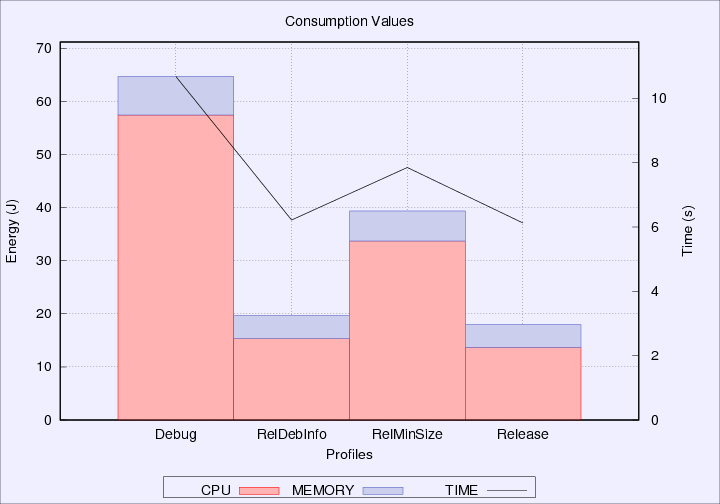 Consumption Values
70
60
50
40
30
20
10
0
Energy (J)
10
8
6
4
2
0
Time (s)
Debug RelDebInfo RelMinSize Release
Profiles
CPU MEMORY TIME